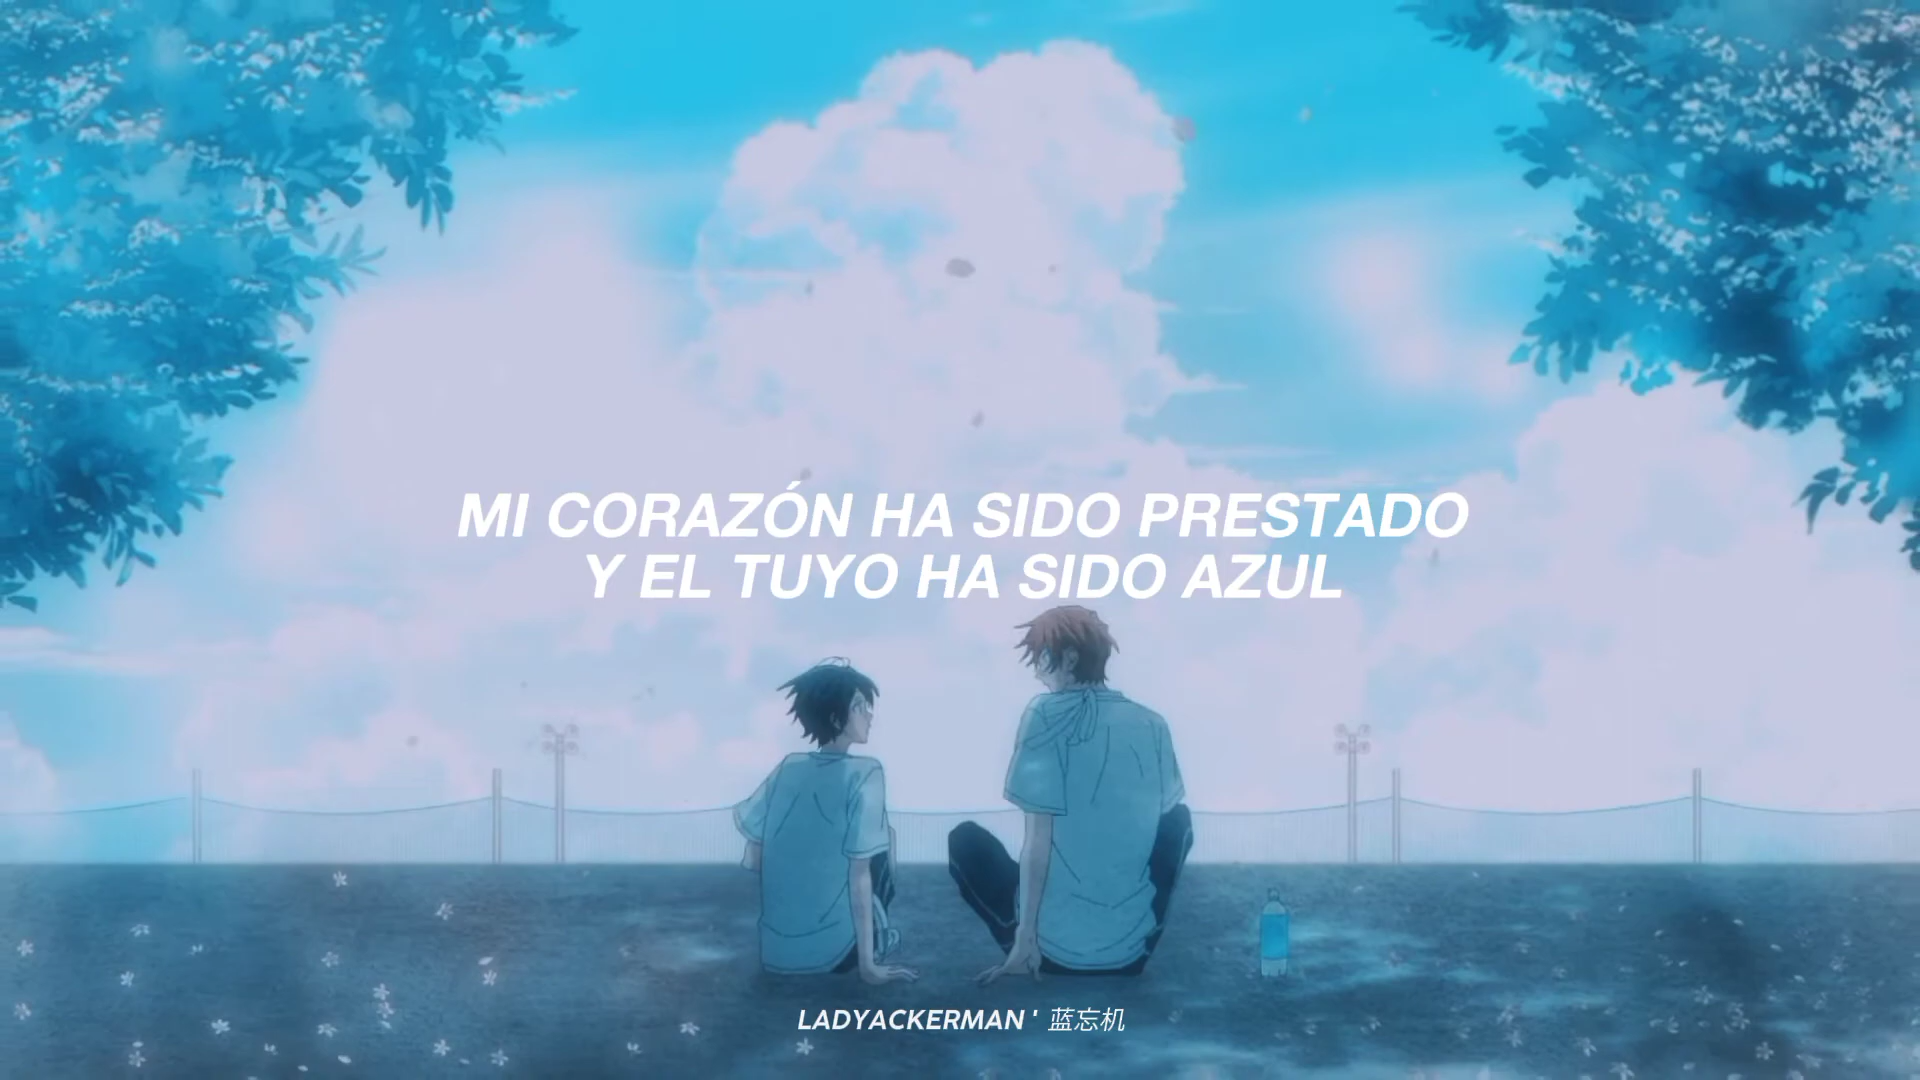 MI CORAZÓN HA SIDO PRESTADO
Y EL TUYO HA SIDO AZUL
LADYACKERMAN ' 蓝忘机